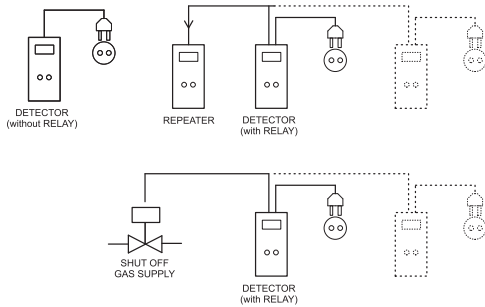 DETECTOR
(without RELAY)
REPEATER
DETECTOR
(with RELAY)
SHUT OFF
GAS SUPPLY
DETECTOR
(with RELAY)